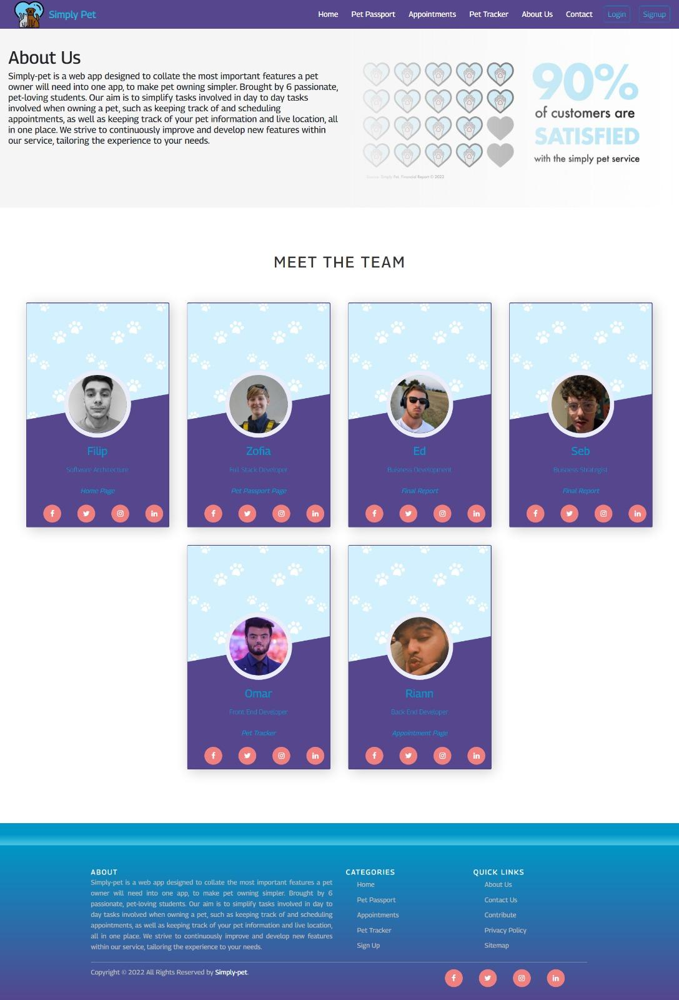 Simply Pet
Home Pet Passport Appointments Pet Tracker About Us Contact Login Signup
About Us
Simply-pet is a web app designed to collate the most important features a pet
owner will need into one app, to make pet owning simpler. Brought by 6 passionate,
pet-loving students. Our aim is to simplify tasks involved in day to day tasks
involved when owning a pet, such as keeping track of and scheduling
appointments, as well as keeping track of your pet information and live location, all
in one place. We strive to continuously improve and develop new features within
our service, tailoring the experience to your needs.
90%
of customers are
SATISFIED
with the simply pet service
Source: Simply Pet, Financial Report © 2022
MEET THE TEAM
Filip
Software Architecture
Home Page
Zofia
Full Stack Developer
Pet Passport Page
Ed
Buisness Development
Final Report
Seb
Buisness Strategist
Final Report
Omar
Front End Developer
Pet Tracker
Riann
Back End Developer
Appointment Page
ABOUT
Simply-pet is a web app designed to collate the most important features a pet
owner will need into one app, to make pet owning simpler. Brought by 6
passionate, pet-loving students. Our aim is to simplify tasks involved in day to
day tasks involved when owning a pet, such as keeping track of and scheduling
appointments, as well as keeping track of your pet information and live location,
all in one place. We strive to continuously improve and develop new features
within our service, tailoring the experience to your needs.
CATEGORIES
Home
Pet Passport
Appointments
Pet Tracker
Sign Up
QUICK LINKS
About Us
Contact Us
Contribute
Privacy Policy
Sitemap
Copyright © 2022 All Rights Reserved by Simply-pet.